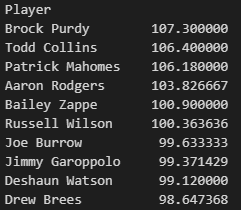 Player
Brock Purdy 107.300000
Todd Collins 106.400000
Patrick Mahomes 106.180000
Aaron Rodgers 103.826667
Bailey Zappe 100.900000
Russell Wilson 100.363636
Joe Burrow 99.633333
Jimmy Garoppolo 99.371429
Deshaun Watson 99.120000
Drew Brees 98.647368